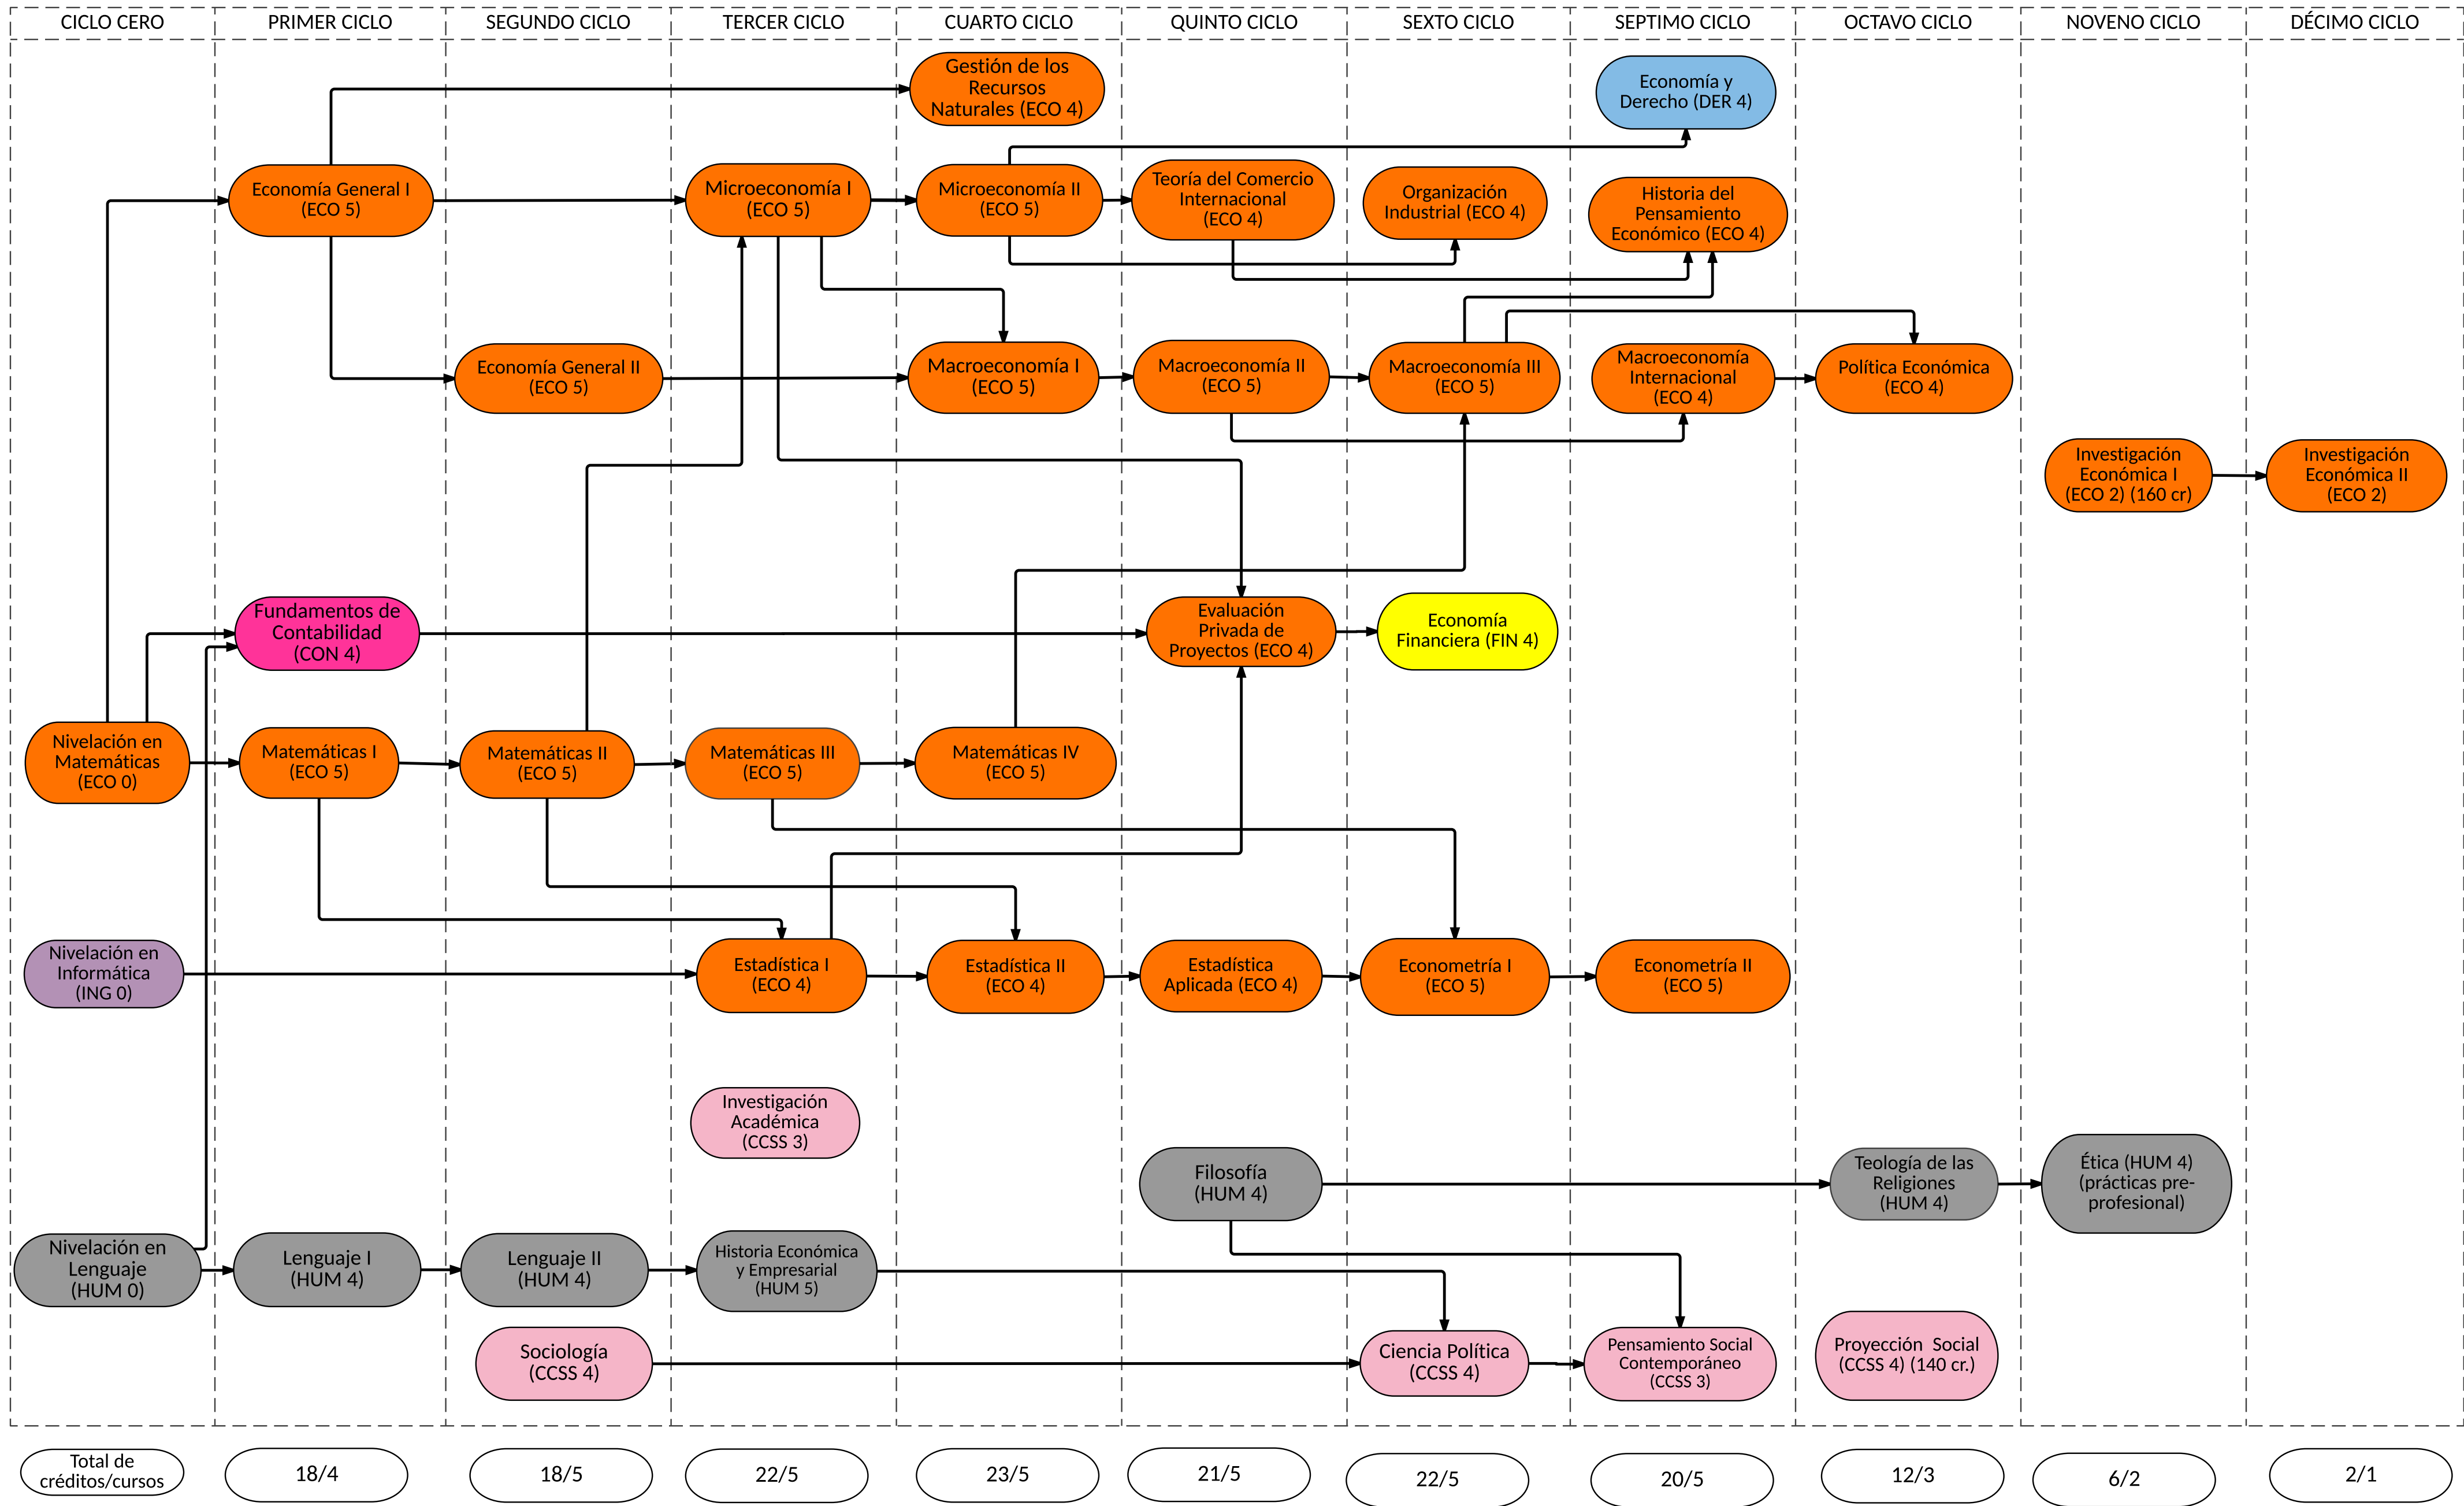 CICLO CERO
PRIMER CICLO
SEGUNDO CICLO
TERCER CICLO
CUARTO CICLO
QUINTO CICLO
SEXTO CICLO
SEPTIMO CICLO
OCTAVO CICLO
NOVENO CICLO
DÉCIMO CICLO
Gestión de los
Recursos
Naturales (ECO 4)
Economía y
Derecho (DER 4)
Economía General I
(ECO 5)
Microeconomía I
(ECO 5)
Microeconomía II
(ECO 5)
Teoría del Comercio
Internacional
(ECO 4)
Organización
Industrial (ECO 4)
Historia del
Pensamiento
Económico (ECO 4)
Economía General II
(ECO 5)
Macroeconomía I
(ECO 5)
Macroeconomía II
(ECO 5)
Macroeconomía III
(ECO 5)
Macroeconomía
Internacional
(ECO 4)
Política Económica
(ECO 4)
Investigación
Económica I
(ECO 2) (160 cr)
Investigación
Económica II
(ECO 2)
Fundamentos de
Contabilidad
(CON 4)
Evaluación
Privada de
Proyectos (ECO 4)
Economía
Financiera (FIN 4)
Nivelación en
Matemáticas
(ECO 0)
Matemáticas I
(ECO 5)
Matemáticas II
(ECO 5)
Matemáticas III
(ECO 5)
Matemáticas IV
(ECO 5)
Nivelación en
Informática
(ING 0)
Estadística I
(ECO 4)
Estadística II
(ECO 4)
Estadística
Aplicada (ECO 4)
Econometría I
(ECO 5)
Econometría II
(ECO 5)
Investigación
Académica
(CCSS 3)
Filosofía
(HUM 4)
Teología de las
Religiones
(HUM 4)
Ética (HUM 4)
(prácticas pre-
profesional)
Nivelación en
Lenguaje
(HUM 0)
Lenguaje I
(HUM 4)
Lenguaje II
(HUM 4)
Historia Económica
y Empresarial
(HUM 5)
Sociología
(CCSS 4)
Ciencia Política
(CCSS 4)
Pensamiento Social
Contemporáneo
(CCSS 3)
Proyección Social
(CCSS 4) (140 cr.)
Total de
créditos/cursos
18/4
18/5
22/5
23/5
21/5
22/5
20/5
12/3
6/2
2/1